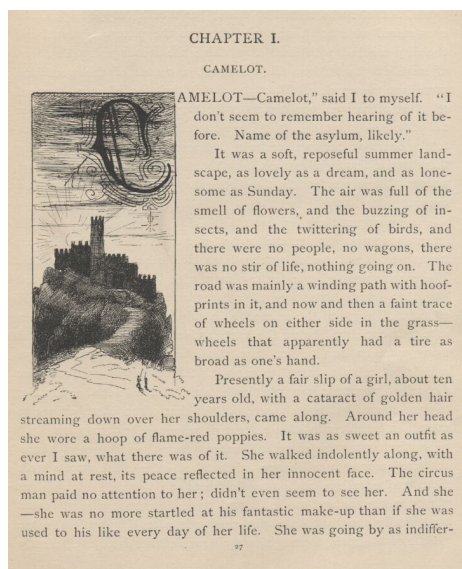 CHAPTER I.
CAMELOT.
CAMELOT—Camelot,” said I to myself. “I
don’t seem to remember hearing of it be-
fore. Name of the asylum, likely.”
It was a soft, reposeful summer land-
scape, as lovely as a dream, and as lone-
some as Sunday. The air was full of the
smell of flowers, and the buzzing of in-
sects, and the twittering of birds, and
there were no people, no wagons, there
was no stir of life, nothing going on. The
road was mainly a winding path with hoof-
prints in it, and now and then a faint trace
of wheels on either side in the grass—
wheels that apparently had a tire as
broad as one’s hand.
Presently a fair slip of a girl, about ten
years old, with a cataract of golden hair
streaming down over her shoulders, came along. Around her head
she wore a hoop of flame-red poppies. It was as sweet an outfit as
ever I saw, what there was of it. She walked indolently along, with
a mind at rest, its peace reflected in her innocent face. The circus
man paid no attention to her; didn’t even seem to see her. And she
—she was no more startled at his fantastic make-up than if she was
used to his like every day of her life. She was going by as indiffer-
27